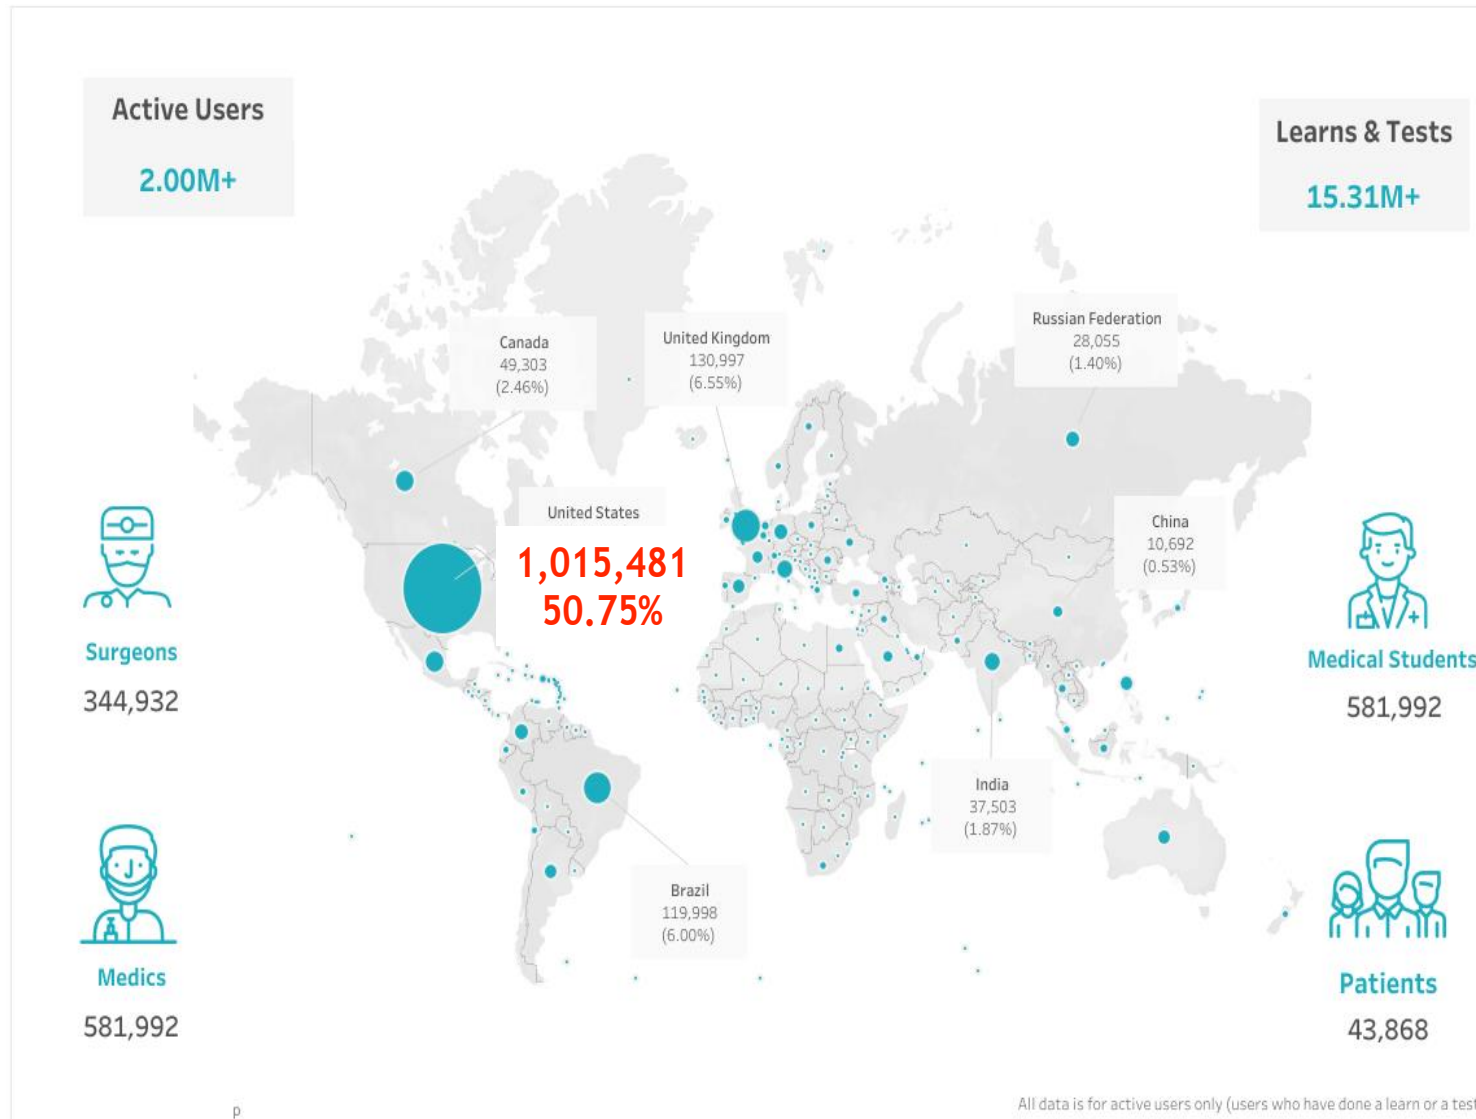 Active Users
2.00M+
Learns & Tests
15.31M+
Canada
49,303
(2.46%)
United Kingdom
130,997
(6.55%)
Russian Federation
28,055
(1.40%)
United States
1,015,481
50.75%
China
10,692
(0.53%)
India
37,503
(1.87%)
Brazil
119,998
(6.00%)
Surgeons
344,932
Medics
581,992
Medical Students
581,992
Patients
43,868
p
All data is for active users only (users who have done a learn or a test